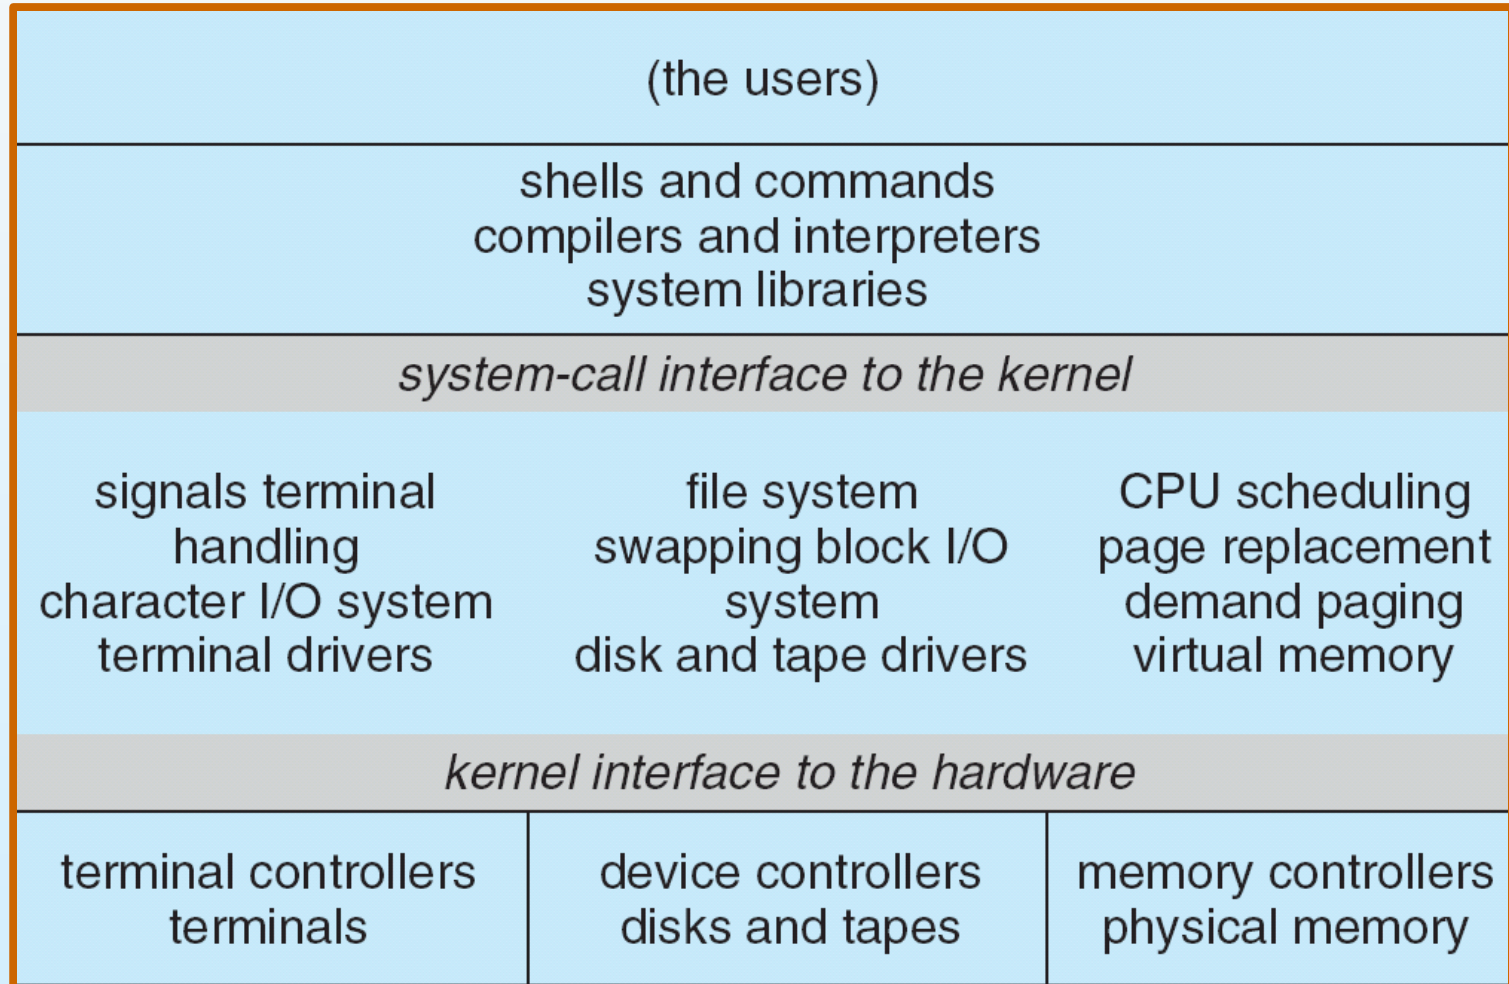 (the users)
shells and commands
compilers and interpreters
system libraries
system-call interface to the kernel
signals terminal
handling
character I/O system
terminal drivers
file system
swapping block I/O
system
disk and tape drivers
CPU scheduling
page replacement
demand paging
virtual memory
kernel interface to the hardware
terminal controllers
terminals
device controllers
disks and tapes
memory controllers
physical memory